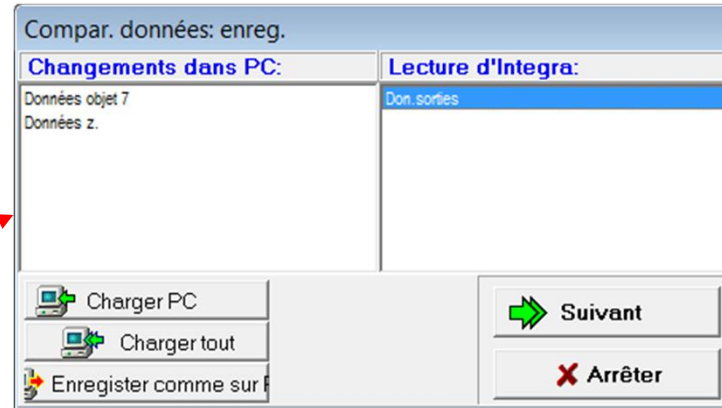 Compar. données: enreg.
Changements dans PC:
Lecture d'Integra:
Données objet 7
Données z.
Don.sorties
Charger PC
Charger tout
Enregister comme sur
Suivant
Arrêter